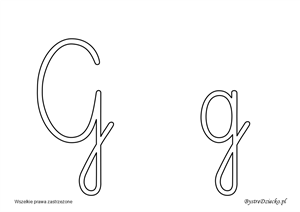 G g
Wszelkie prawa zastrzeżone
BystreDziecko.pl